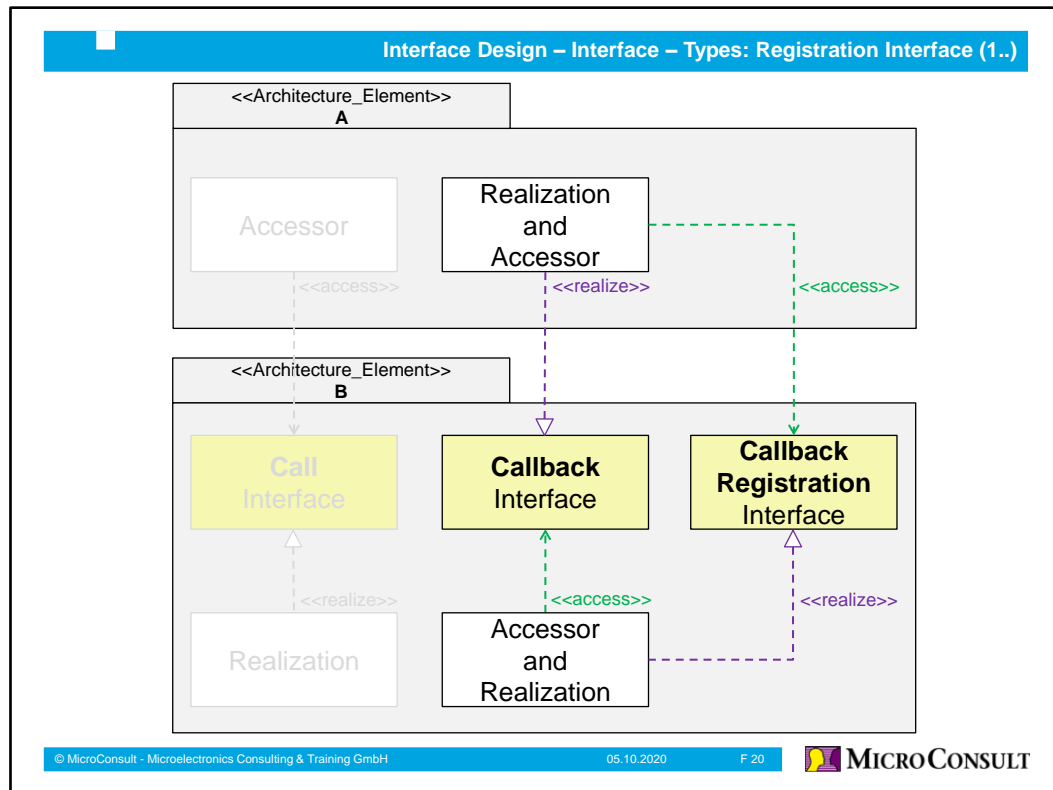 Interface Design – Interface – Types: Registration Interface (1..)
<<Architecture_Element>>
A
Accessor
Realization
and
Accessor
<<access>>
<<realize>>
<<access>>
<<Architecture_Element>>
B
Call
Interface
Callback
Interface
Callback
Registration
Interface
<<realize>>
<<access>>
<<realize>>
Realization
Accessor
and
Realization
© MicroConsult - Microelectronics Consulting & Training GmbH
05.10.2020
F 20
MICROCONSULT